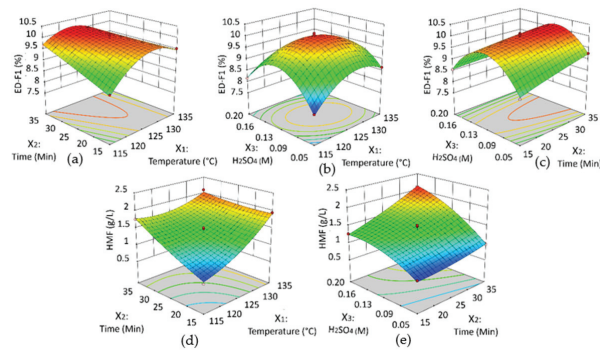 10.5
10
9.5
9
8.5
8
7.5
ED-F1 (%)
35
30
25
20
15
X₂:
Time (Min)
(a)
115
120
125
130
135
X₁:
Temperature (°C)
10.5
10
9.5
9
8.5
8
7.5
ED-F1 (%)
0.20
0.16
0.13
0.09
0.05
X₃:
H₂SO₄ (M)
(b)
115
120
125
130
135
X₁:
Temperature (°C)
10.5
10
9.5
9
8.5
8
7.5
ED-F1 (%)
0.20
0.16
0.13
0.09
0.05
X₃:
H₂SO₄ (M)
(c)
15
20
25
30
35
X₂:
Time (Min)
2.5
2
1.5
1
0.5
HMF (g/L)
35
30
25
20
15
X₂:
Time (Min)
(d)
115
120
125
130
135
X₁:
Temperature (°C)
2.5
2
1.5
1
0.5
HMF (g/L)
0.20
0.16
0.13
0.09
0.05
X₃:
H₂SO₄ (M)
(e)
15
20
25
30
35
X₂:
Time (Min)